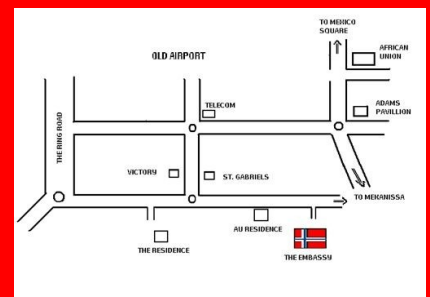 TO MEXICO
SQUARE
AFRICAN
UNION
OLD AIRPORT
TELECOM
ADAMS
PAVILLION
THE RING ROAD
VICTORY
ST. GABRIELS
TO MEKANISSA
AU RESIDENCE
THE RESIDENCE
THE EMBASSY